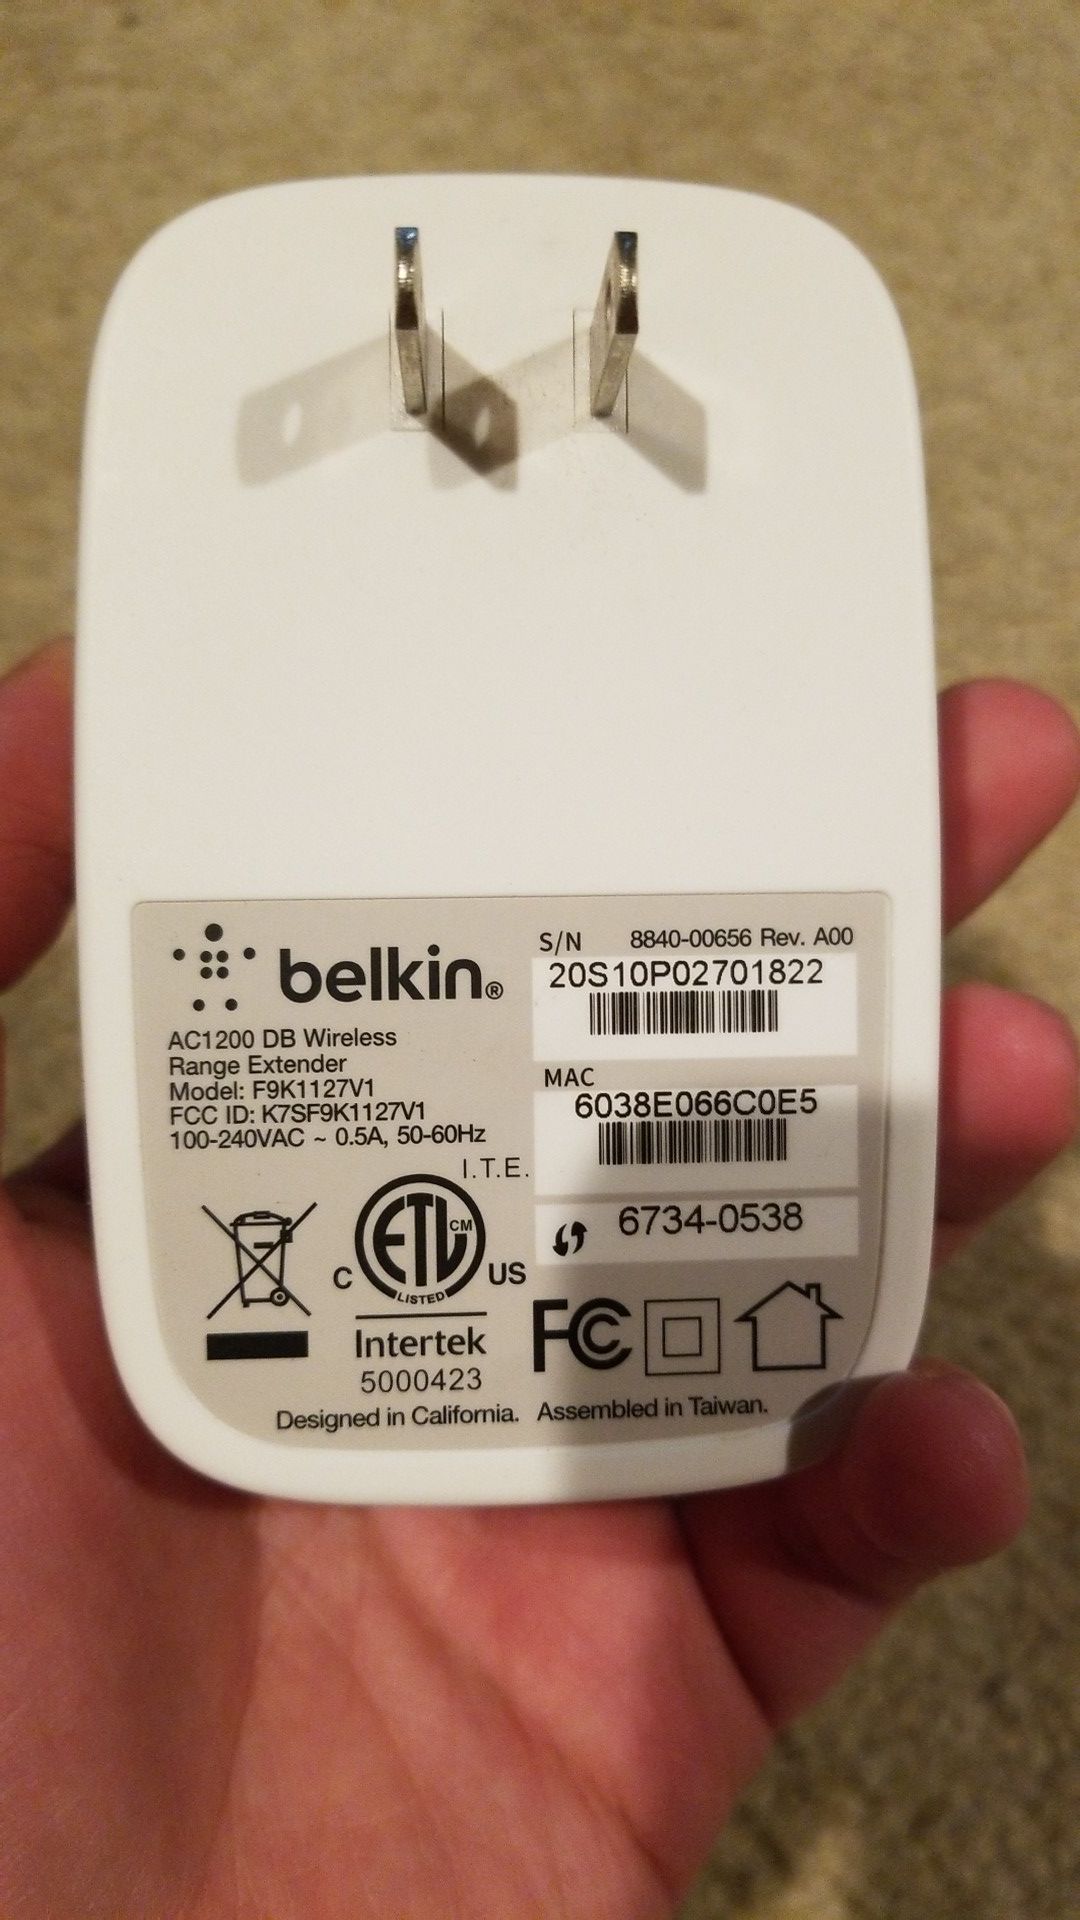 belkin®
AC1200 DB Wireless
Range Extender
Model: F9K1127V1
FCC ID: K7SF9K1127V1
100-240VAC ~ 0.5A, 50-60Hz
I.T.E.
S/N 8840-00656 Rev. A00
20S10P02701822
MAC
6038E066C0E5
6734-0538
ETL CM
C US
LISTED
Intertek
5000423
FC
Designed in California. Assembled in Taiwan.